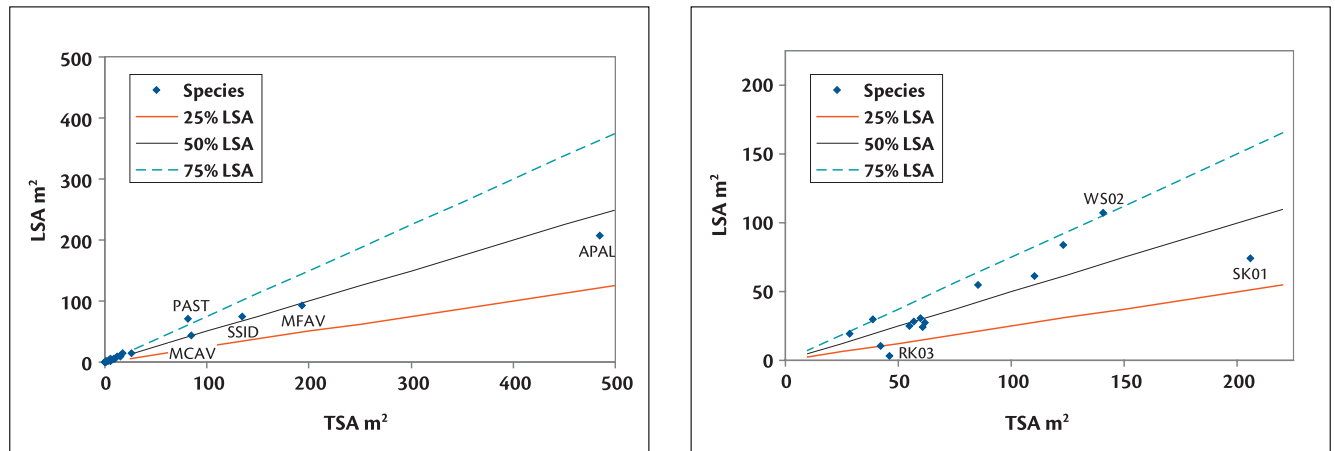 500
400
300
200
100
0
LSA m²
Species
25% LSA
50% LSA
75% LSA
PAST
MCAV
SSID
MFAV
APAL
0 100 200 300 400 500
TSA m²
200
150
100
50
0
LSA m²
Species
25% LSA
50% LSA
75% LSA
WS02
SK01
RK03
0 50 100 150 200
TSA m²